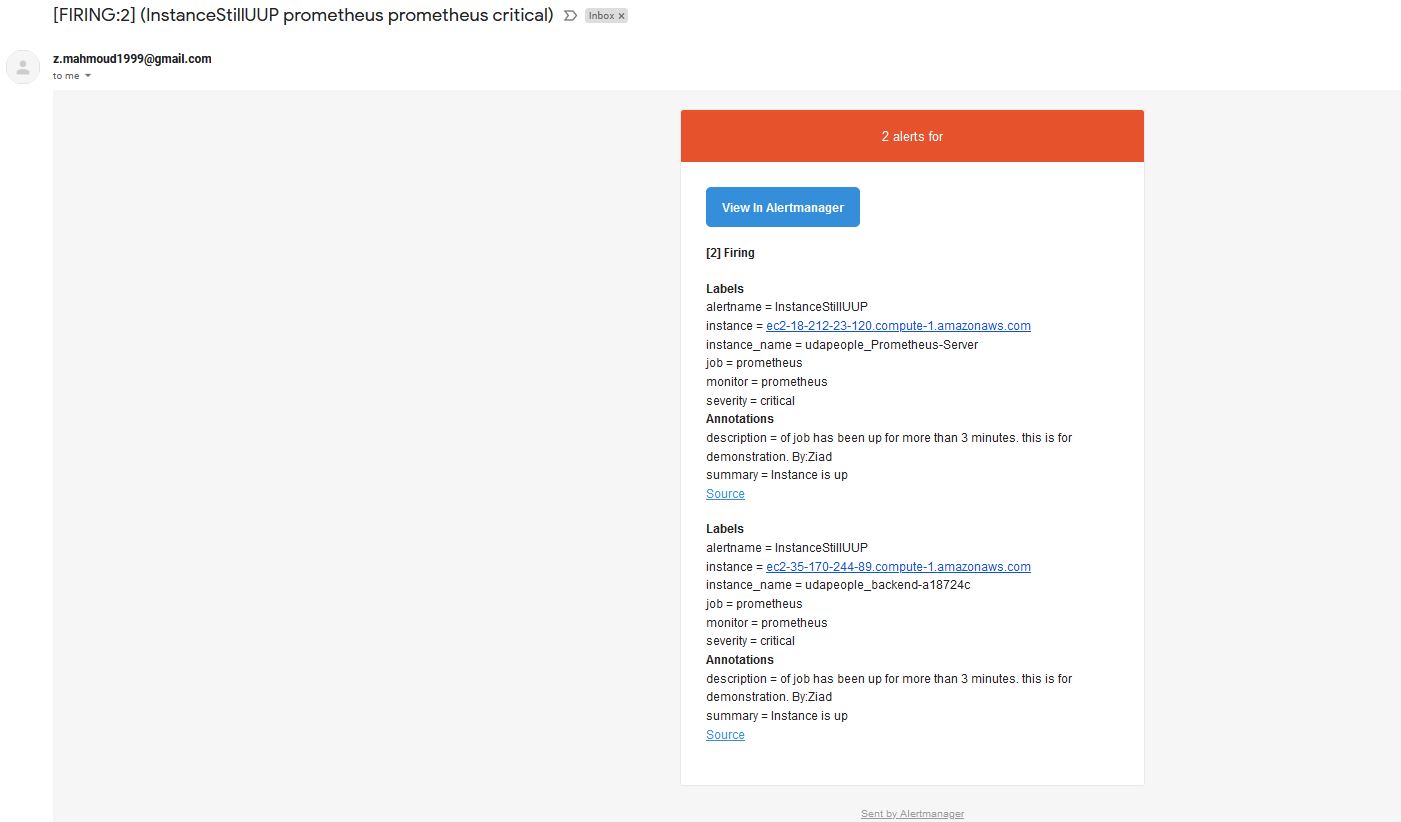 [FIRING:2] (InstanceStillUUP prometheus prometheus critical) Inbox x
z.mahmoud1999@gmail.com
to me
2 alerts for
View In Alertmanager
[2] Firing
Labels
alertname = InstanceStillUUP
instance = ec2-18-212-23-120.compute-1.amazonaws.com
instance_name = udapeople_Prometheus-Server
job = prometheus
monitor = prometheus
severity = critical
Annotations
description = of job has been up for more than 3 minutes. this is for
demonstration. By:Ziad
summary = Instance is up
Source
Labels
alertname = InstanceStillUUP
instance = ec2-35-170-244-89.compute-1.amazonaws.com
instance_name = udapeople_backend-a18724c
job = prometheus
monitor = prometheus
severity = critical
Annotations
description = of job has been up for more than 3 minutes. this is for
demonstration. By:Ziad
summary = Instance is up
Source
Sent by Alertmanager